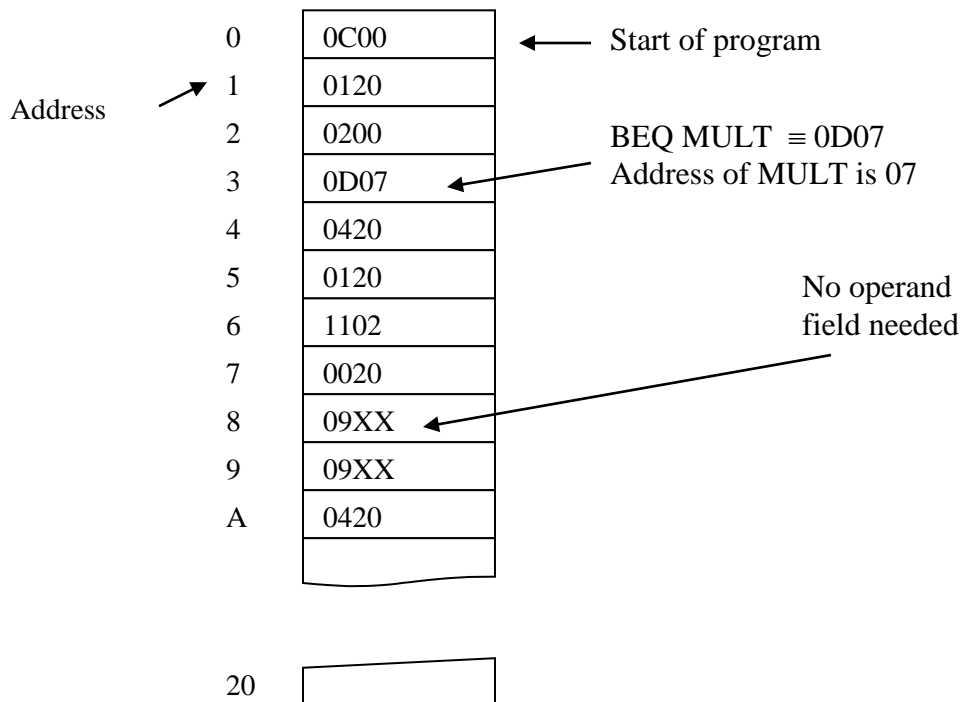 0 0C00 Start of program
1 0120
Address
2 0200 BEQ MULT ≡ 0D07
3 0D07 Address of MULT is 07
4 0420
5 0120 No operand
6 1102 field needed
7 0020
8 09XX
9 09XX
A 0420
20